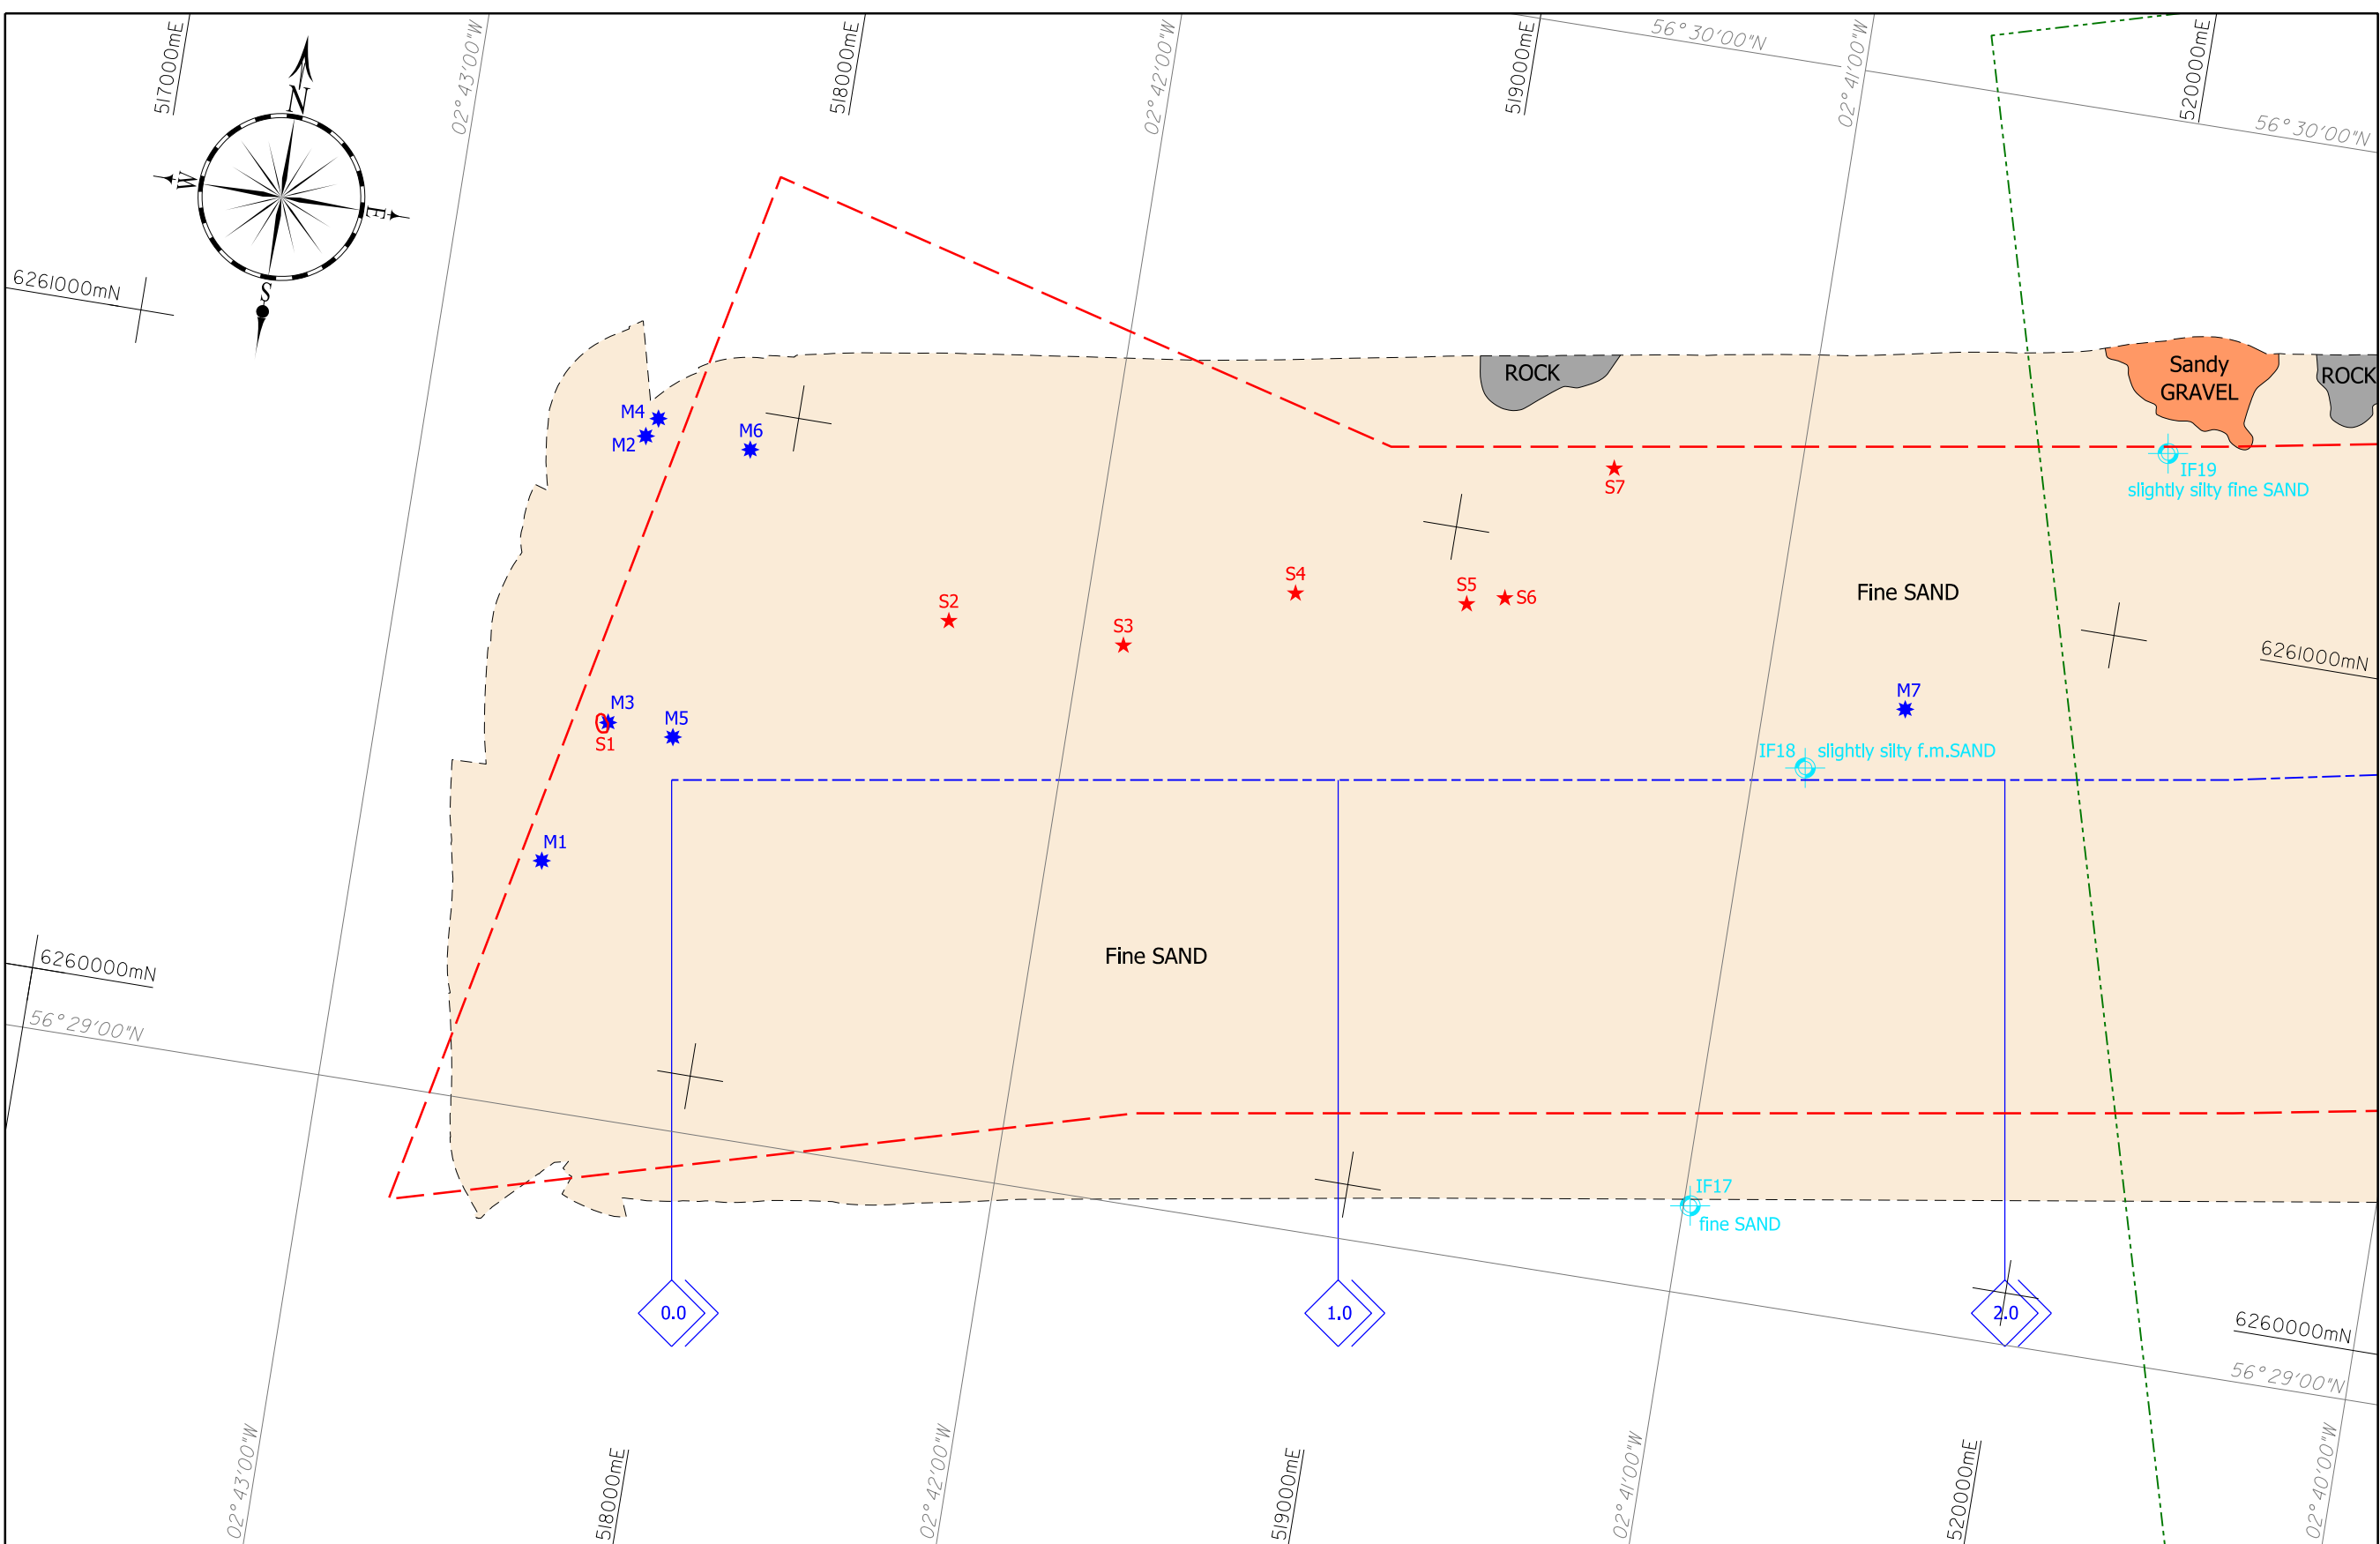 517000mE
02°43'00"W
518000mE
02°42'00"W
519000mE
56°30'00"N
02°41'00"W
520000mE
56°30'00"N
N
W
E
S
6261000mN
ROCK
Sandy
GRAVEL
ROCK
M4
M2
M6
S7
IF19
slightly silty fine SAND
S2
S4
S5
S6
Fine SAND
S3
6261000mN
M3
S1
M5
M7
IF18
slightly silty f.m.SAND
M1
Fine SAND
6260000mN
56°29'00"N
IF17
fine SAND
0.0
1.0
2.0
6260000mN
56°29'00"N
02°43'00"W
518000mE
02°42'00"W
519000mE
02°41'00"W
520000mE
02°40'00"W